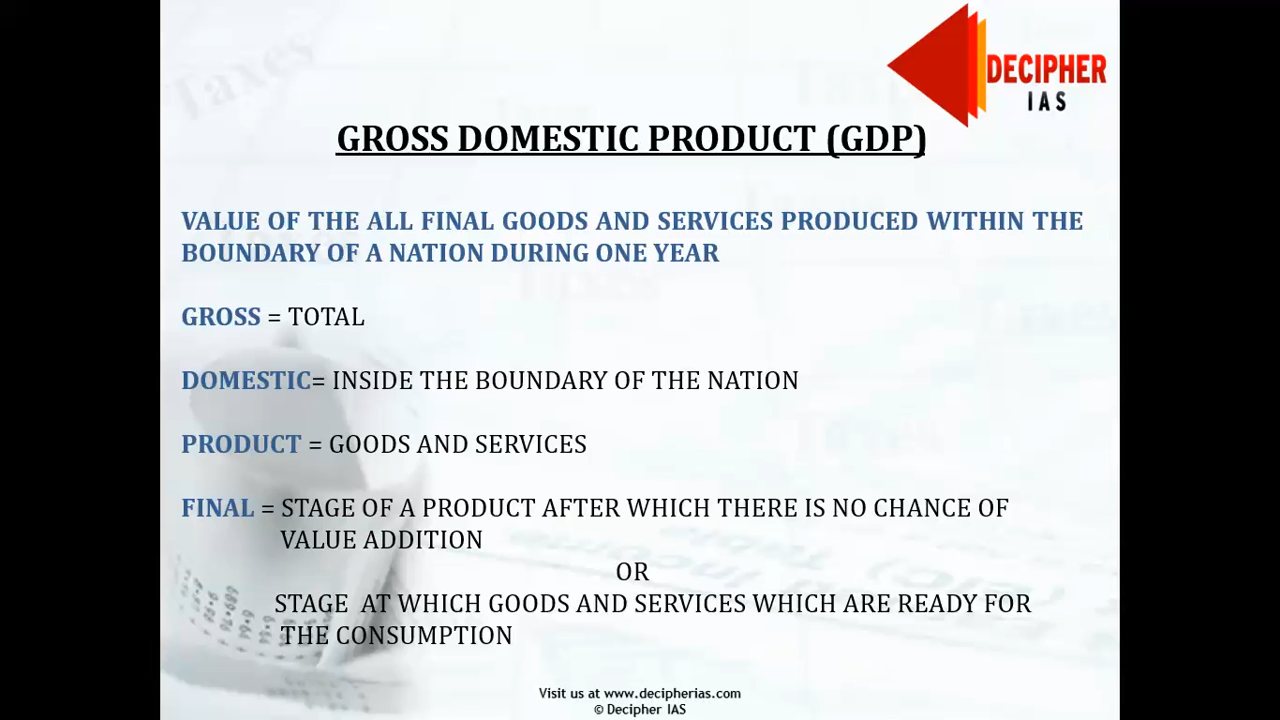 DECIPHER
IAS
GROSS DOMESTIC PRODUCT (GDP)
VALUE OF THE ALL FINAL GOODS AND SERVICES PRODUCED WITHIN THE
BOUNDARY OF A NATION DURING ONE YEAR
GROSS = TOTAL
DOMESTIC= INSIDE THE BOUNDARY OF THE NATION
PRODUCT = GOODS AND SERVICES
FINAL = STAGE OF A PRODUCT AFTER WHICH THERE IS NO CHANCE OF
VALUE ADDITION
OR
STAGE AT WHICH GOODS AND SERVICES WHICH ARE READY FOR
THE CONSUMPTION
Visit us at www.decipherias.com
© Decipher IAS
Taxes